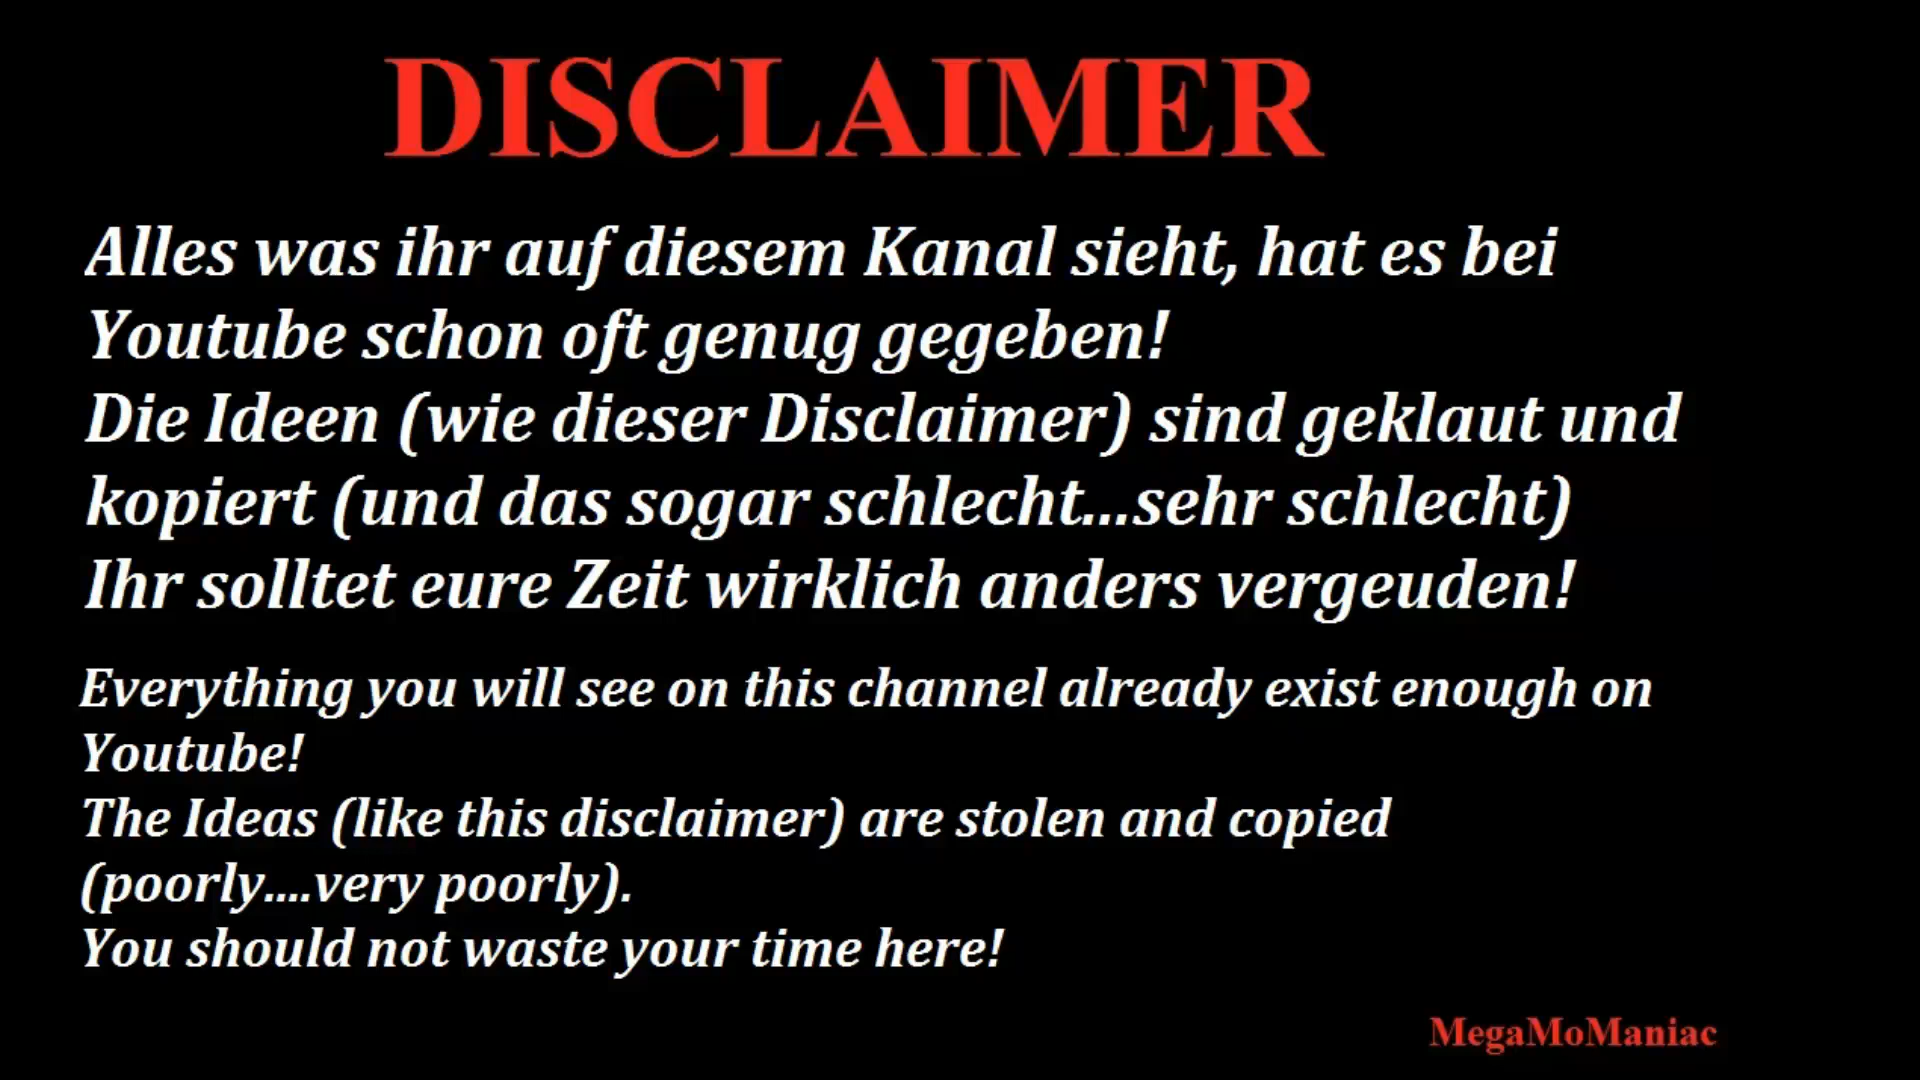 DISCLAIMER
Alles was ihr auf diesem Kanal sieht, hat es bei
Youtube schon oft genug gegeben!
Die Ideen (wie dieser Disclaimer) sind geklaut und
kopiert (und das sogar schlecht...sehr schlecht)
Ihr solltet eure Zeit wirklich anders vergeuden!
Everything you will see on this channel already exist enough on
Youtube!
The Ideas (like this disclaimer) are stolen and copied
(poorly....very poorly).
You should not waste your time here!
MegaMoManiac